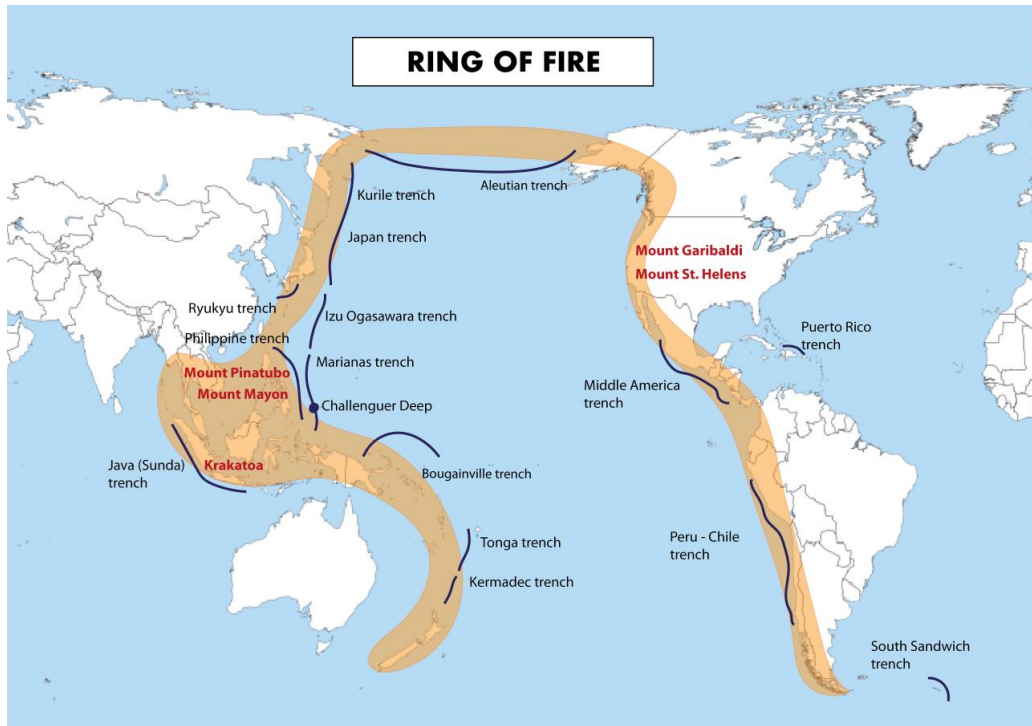 RING OF FIRE
Aleutian trench
Kurile trench
Japan trench
Mount Garibaldi
Mount St. Helens
Ryukyu trench
Izu Ogasawara trench
Puerto Rico
trench
Philippine trench
Marianas trench
Mount Pinatubo
Mount Mayon
Middle America
trench
Challenguer Deep
Java (Sunda)
trench
Krakatoa
Bougainville trench
Peru - Chile
trench
Tonga trench
Kermadec trench
South Sandwich
trench